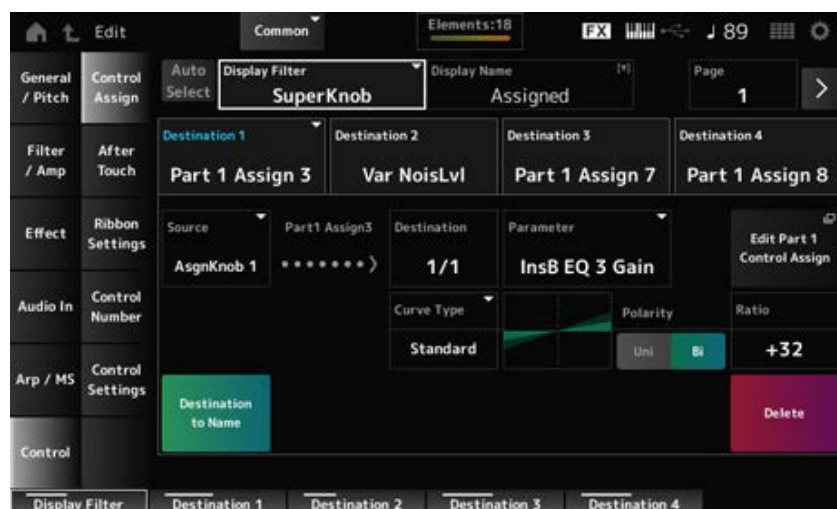 Edit
Common
Elements:18
FX
89
General / Pitch
Control Assign
Auto Select
Display Filter
SuperKnob
Display Name
Assigned
Page
1
Filter / Amp
After Touch
Destination 1
Part 1 Assign 3
Destination 2
Var NoisLvl
Destination 3
Part 1 Assign 7
Destination 4
Part 1 Assign 8
Effect
Ribbon Settings
Source
AsgnKnob 1
Part1 Assign3
Destination
1/1
Parameter
InsB EQ 3 Gain
Edit Part 1
Control Assign
Audio In
Control Number
Curve Type
Standard
Polarity
Uni
Bi
Ratio
+32
Arp / MS
Control Settings
Destination to Name
Delete
Control
Display Filter
Destination 1
Destination 2
Destination 3
Destination 4